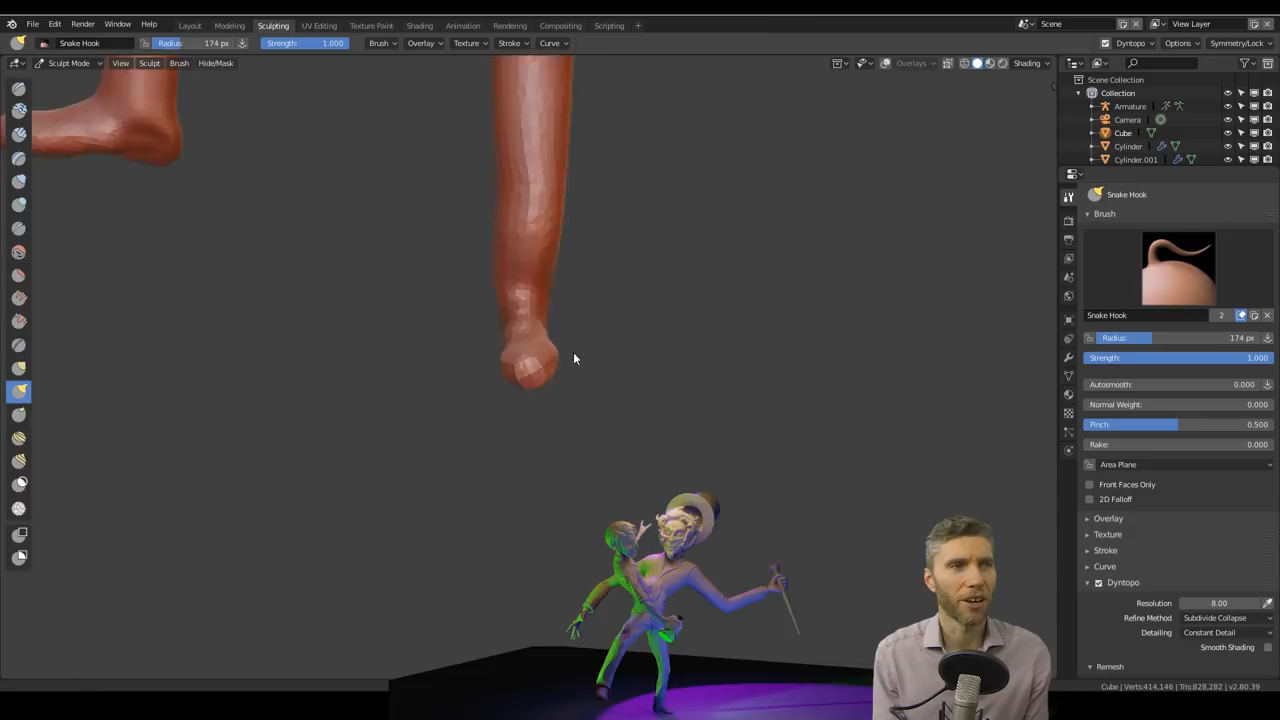 File Edit Render Window Help Layout Modeling Sculpting UV Editing Texture Paint Shading Animation Rendering Compositing Scripting + Scene View Layer
Snake Hook Radius: 174 px Strength: 1.000 Brush Overlay Texture Stroke Curve Dyntopo Options Symmetry/Lock
Sculpt Mode View Sculpt Brush Hide/Mask Overlays Shading
Scene Collection
Collection
Armature
Camera
Cube
Cylinder
Cylinder.001
Snake Hook
Brush
Snake Hook 2
Radius: 174 px
Strength: 1.000
Autosmooth: 0.000
Normal Weight: 0.000
Pinch: 0.500
Rake: 0.000
Area Plane
Front Faces Only
2D Falloff
Overlay
Texture
Stroke
Curve
Dyntopo
Resolution 8.00
Refine Method Subdivide Collapse
Detailing Constant Detail
Smooth Shading
Remesh
Cube | Verts:414,146 | Tris:828,282 | v2.80.39